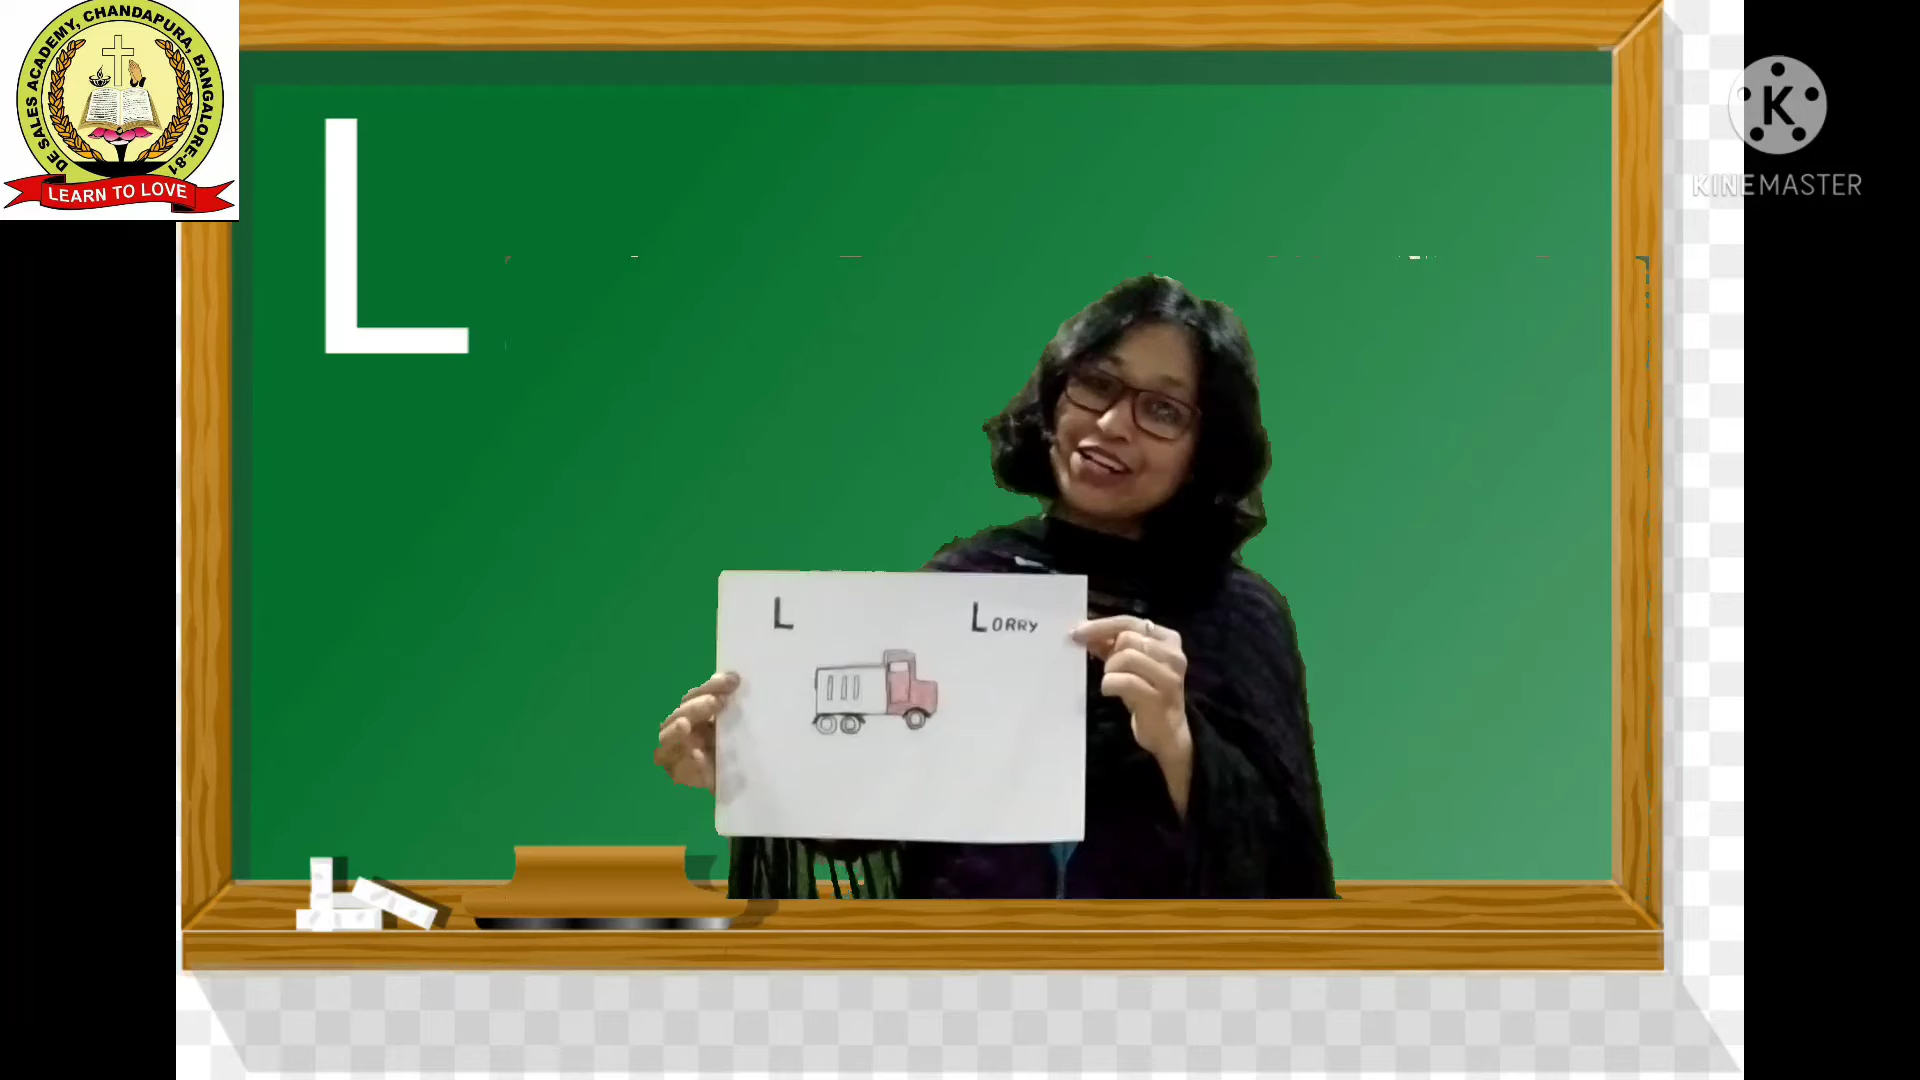 DE SALES ACADEMY, CHANDAPURA, BANGALORE-81
LEARN TO LOVE
L
K
KINEMASTER
L LORRY